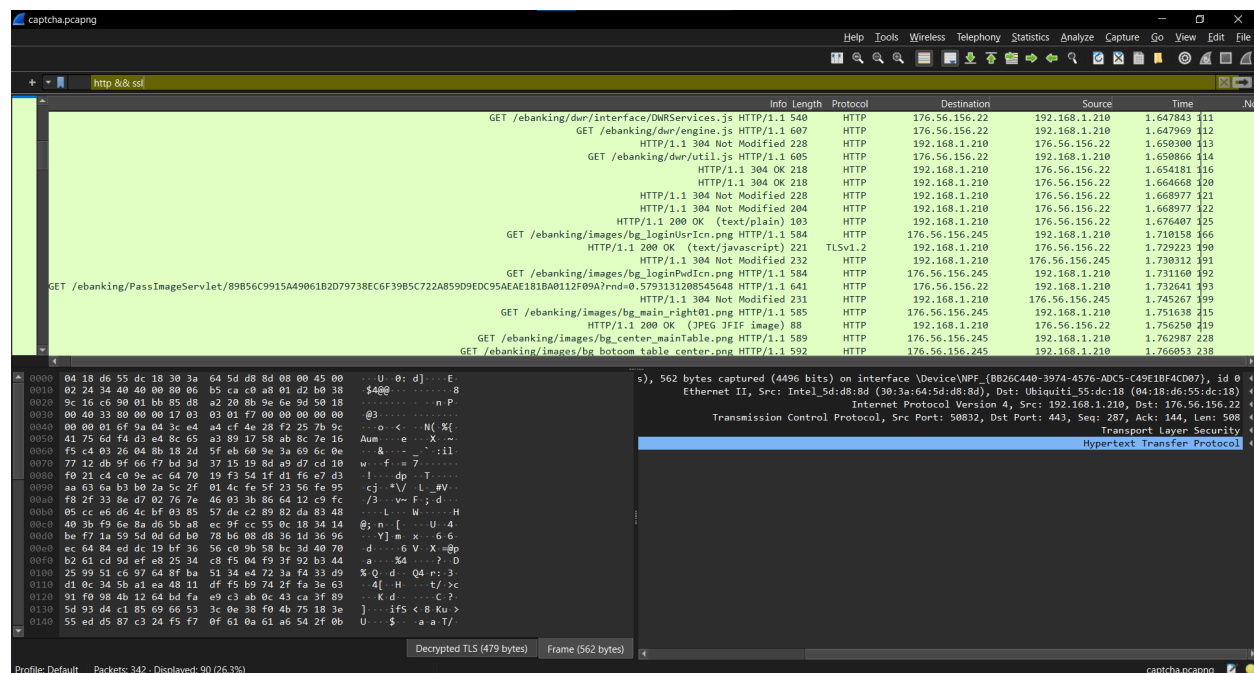 captcha.pcapng
Help Tools Wireless Telephony Statistics Analyze Capture Go View Edit File
http && ssl
Info Length Protocol Destination Source Time .No
GET /ebanking/dwr/interface/DWRServices.js HTTP/1.1 540 HTTP 176.56.156.22 192.168.1.210 1.647843 111
GET /ebanking/dwr/engine.js HTTP/1.1 607 HTTP 176.56.156.22 192.168.1.210 1.647969 112
HTTP/1.1 304 Not Modified 228 HTTP 192.168.1.210 176.56.156.22 1.650300 113
GET /ebanking/dwr/util.js HTTP/1.1 605 HTTP 176.56.156.22 192.168.1.210 1.650866 114
HTTP/1.1 304 OK 218 HTTP 192.168.1.210 176.56.156.22 1.654181 116
HTTP/1.1 304 OK 218 HTTP 192.168.1.210 176.56.156.22 1.664668 120
HTTP/1.1 304 Not Modified 228 HTTP 192.168.1.210 176.56.156.22 1.668977 121
HTTP/1.1 304 Not Modified 204 HTTP 192.168.1.210 176.56.156.22 1.668977 122
HTTP/1.1 200 OK (text/plain) 103 HTTP 192.168.1.210 176.56.156.22 1.676407 125
GET /ebanking/images/bg_loginUsrIcn.png HTTP/1.1 584 HTTP 176.56.156.245 192.168.1.210 1.710158 166
HTTP/1.1 200 OK (text/javascript) 221 TLSv1.2 192.168.1.210 176.56.156.22 1.729223 190
HTTP/1.1 304 Not Modified 232 HTTP 192.168.1.210 176.56.156.245 1.730312 191
GET /ebanking/images/bg_loginPwdIcn.png HTTP/1.1 584 HTTP 176.56.156.245 192.168.1.210 1.731160 192
GET /ebanking/PassImageServlet/89B56C9915A49061B2D79738EC6F39B5C722A859D9EDC95AEAE181BA0112F09A?rnd=0.5793131208545648 HTTP/1.1 641 HTTP 176.56.156.22 192.168.1.210 1.732641 193
HTTP/1.1 304 Not Modified 231 HTTP 192.168.1.210 176.56.156.245 1.745267 199
GET /ebanking/images/bg_main_right01.png HTTP/1.1 585 HTTP 176.56.156.245 192.168.1.210 1.751638 215
HTTP/1.1 200 OK (JPEG JFIF image) 88 HTTP 192.168.1.210 176.56.156.22 1.756250 219
GET /ebanking/images/bg_center_mainTable.png HTTP/1.1 589 HTTP 176.56.156.245 192.168.1.210 1.762987 228
GET /ebanking/images/bg_botoom_table_center.png HTTP/1.1 592 HTTP 176.56.156.245 192.168.1.210 1.766053 238
0000 04 18 d6 55 dc 18 30 3a 64 5d d8 8d 08 00 45 00
0010 02 24 34 40 40 00 80 06 b5 ca c0 a8 01 d2 b0 38
0020 9c 16 c6 90 01 bb 85 d8 a2 20 8b 9e 6e 9d 50 18
0030 00 40 33 80 00 00 17 03 03 01 f7 00 00 00 00 00
0040 00 00 01 6f 9a 04 3c e4 a4 cf 4e 28 f2 25 7b 9c
0050 41 75 6d f4 d3 e4 8c 65 a3 89 17 58 ab 8c 7e 16
0060 f5 c4 03 26 04 8b 18 2d 5f eb 60 9e 3a 69 6c 0e
0070 77 12 db 9f 66 f7 bd 3d 37 15 19 8d a9 d7 cd 10
0080 f0 21 c4 c0 9e ac 64 70 19 f3 54 1f d1 f6 e7 d3
0090 aa 63 6a b3 b0 2a 5c 2f 01 4c fe 5f 23 56 fe 95
00a0 f8 2f 33 8e d7 02 76 7e 46 03 3b 86 64 12 c9 fc
00b0 05 cc e6 d6 4c bf 03 85 57 de c2 89 82 da 83 48
00c0 40 3b f9 6e 8a d6 5b a8 ec 9f cc 55 0c 18 34 14
00d0 be f7 1a 59 5d 0d 6d b0 78 b6 08 d8 36 1d 36 96
00e0 ec 64 84 ed dc 19 bf 36 56 c0 9b 58 bc 3d 40 70
00f0 b2 61 cd 9d ef e8 25 34 c8 f5 04 f9 3f 92 b3 44
0100 25 99 51 c6 97 64 8f ba 51 34 e4 72 3a f4 33 d9
0110 d1 0c 34 5b a1 ea 48 11 df f5 b9 74 2f fa 3e 63
0120 91 f0 98 4b 12 64 bd fa e9 c3 ab 0c 43 ca 3f 89
0130 5d 93 d4 c1 85 69 66 53 3c 0e 38 f0 4b 75 18 3e
0140 55 ed d5 87 c3 24 f5 f7 0f 61 0a 61 a6 54 2f 0b
s), 562 bytes captured (4496 bits) on interface \Device\NPF_{BB26C440-3974-4576-ADC5-C49E1BF4CD07}, id 0
Ethernet II, Src: Intel_5d:d8:8d (30:3a:64:5d:d8:8d), Dst: Ubiquiti_55:dc:18 (04:18:d6:55:dc:18)
Internet Protocol Version 4, Src: 192.168.1.210, Dst: 176.56.156.22
Transmission Control Protocol, Src Port: 50832, Dst Port: 443, Seq: 287, Ack: 144, Len: 508
Transport Layer Security
Hypertext Transfer Protocol
Decrypted TLS (479 bytes) Frame (562 bytes)
Profile: Default Packets: 342 · Displayed: 90 (26.3%) captcha.pcapng